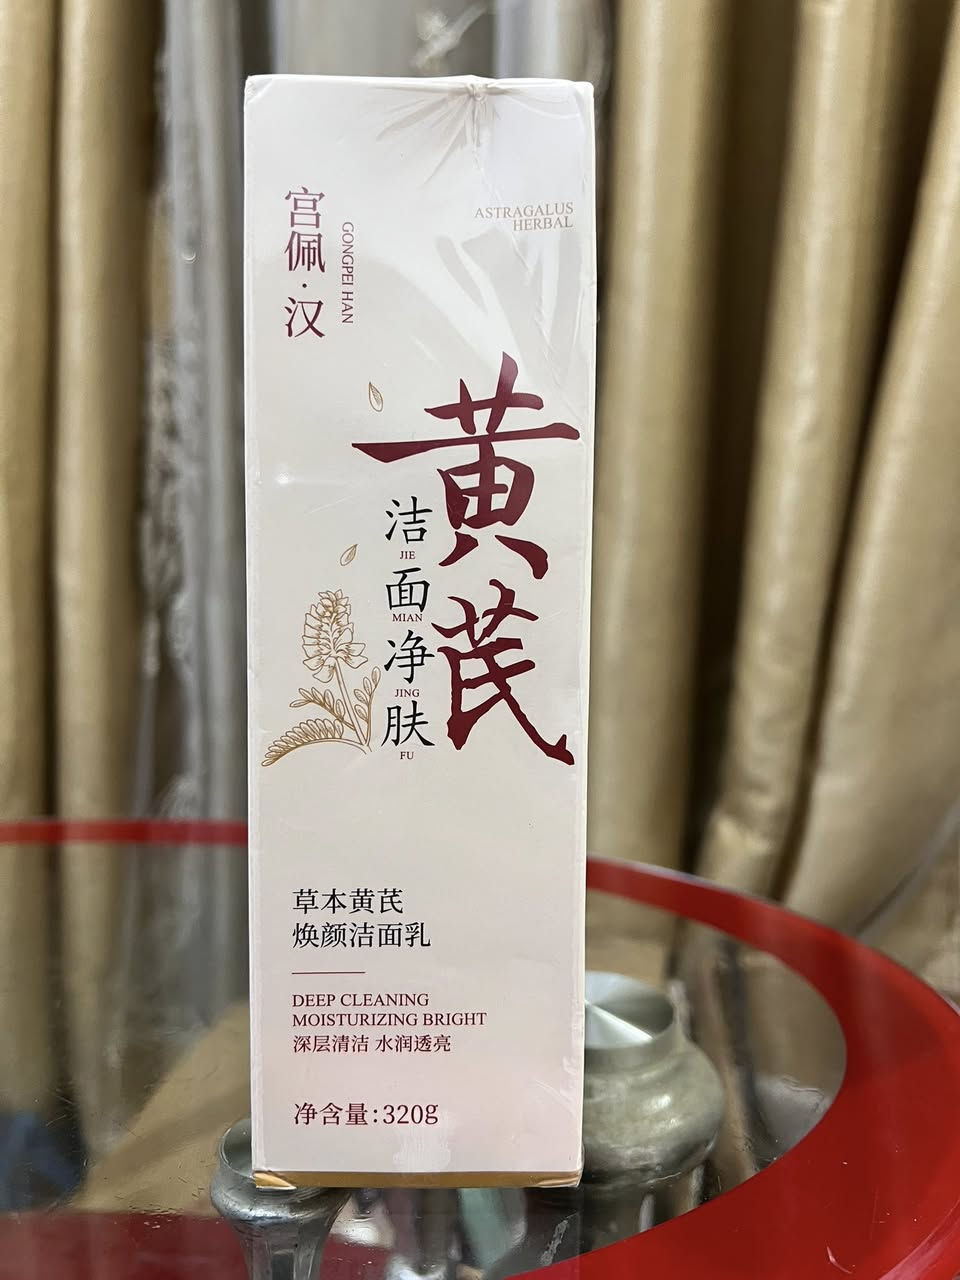 宫佩·汉
GONGPEI HAN
ASTRAGALUS
HERBAL
黄芪
洁面净肤
JIE
MIAN
JING
FU
草本黄芪
焕颜洁面乳
DEEP CLEANING
MOISTURIZING BRIGHT
深层清洁 水润透亮
净含量:320g